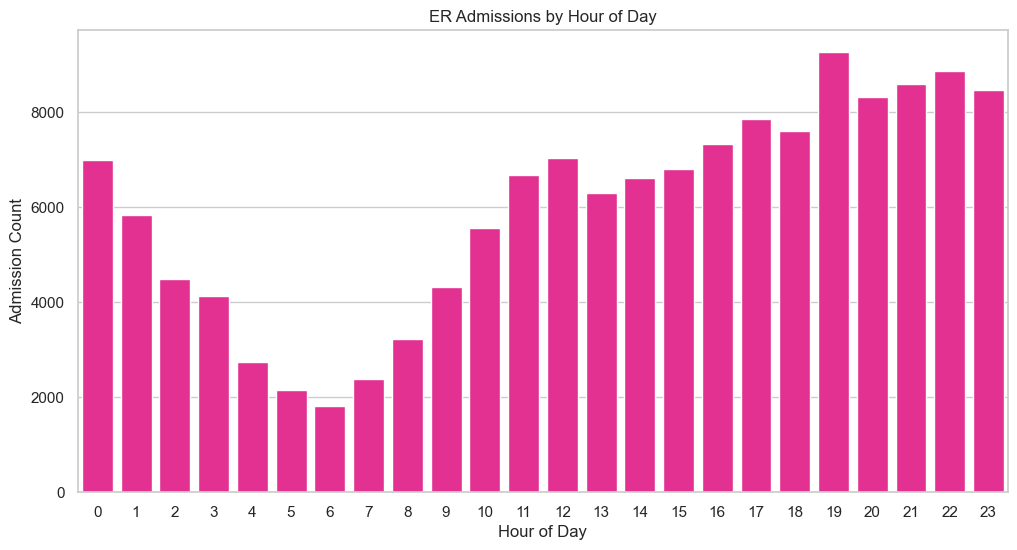 ER Admissions by Hour of Day
8000
6000
4000
2000
0
Admission Count
0 1 2 3 4 5 6 7 8 9 10 11 12 13 14 15 16 17 18 19 20 21 22 23
Hour of Day